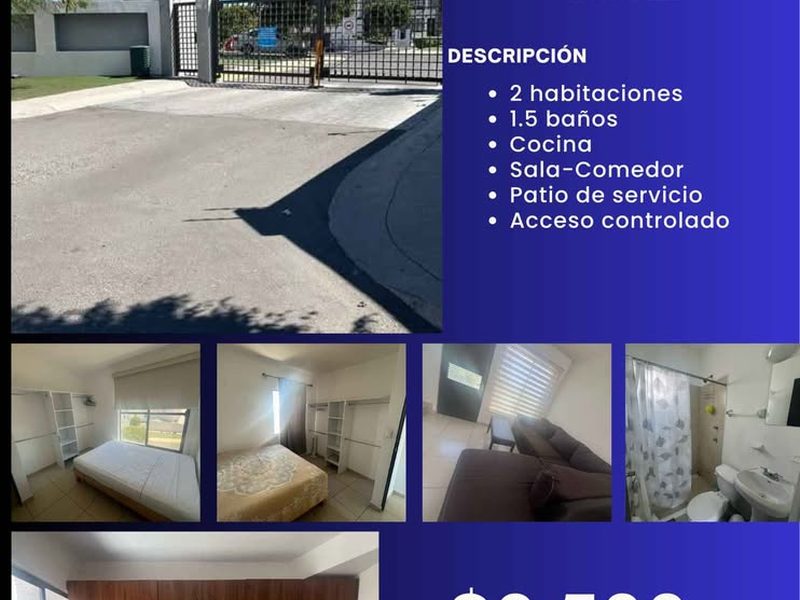 DESCRIPCIÓN
• 2 habitaciones
• 1.5 baños
• Cocina
• Sala-Comedor
• Patio de servicio
• Acceso controlado